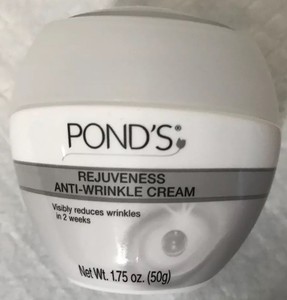 POND'S®
REJUVENESS
ANTI-WRINKLE CREAM
Visibly reduces wrinkles
in 2 weeks
Net Wt. 1.75 oz. (50g)